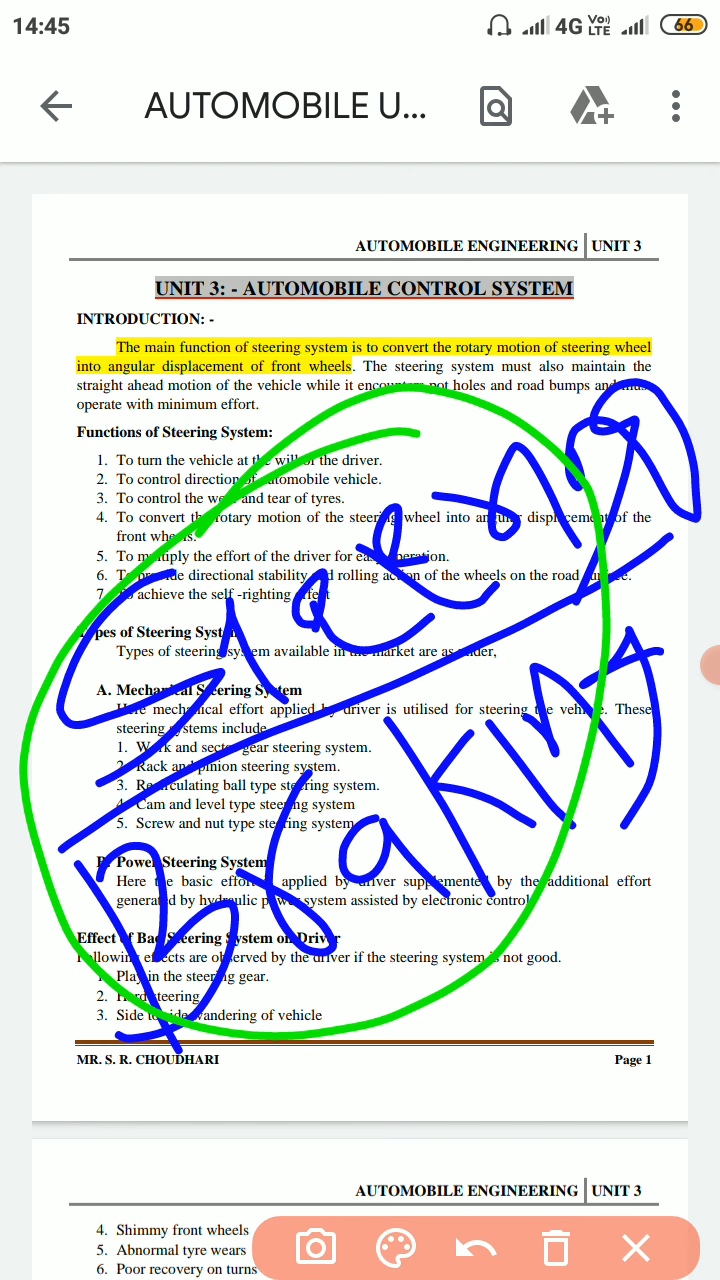 14:45 4G Vo)) LTE 66
AUTOMOBILE U...
AUTOMOBILE ENGINEERING UNIT 3
UNIT 3: - AUTOMOBILE CONTROL SYSTEM
INTRODUCTION: -
The main function of steering system is to convert the rotary motion of steering wheel
into angular displacement of front wheels. The steering system must also maintain the
straight ahead motion of the vehicle while it encounters pot holes and road bumps and must
operate with minimum effort.
Functions of Steering System:
1. To turn the vehicle at the will of the driver.
2. To control direction of automobile vehicle.
3. To control the wear and tear of tyres.
4. To convert the rotary motion of the steering wheel into angular displacement of the
front wheels.
5. To multiply the effort of the driver for easy operation.
6. To provide directional stability and rolling action of the wheels on the road surface.
7. To achieve the self -righting effect
Types of Steering System
Types of steering system available in the market are as under,
A. Mechanical Steering System
Here mechanical effort applied by driver is utilised for steering the vehicle. These
steering systems include
1. Work and sector gear steering system.
2. Rack and pinion steering system.
3. Recirculating ball type steering system.
4. Cam and level type steering system
5. Screw and nut type steering system
B. Power Steering System
Here the basic effort is applied by driver supplemented by the additional effort
generated by hydraulic power system assisted by electronic control
Effect of Bad Steering System on Driver
Following effects are observed by the driver if the steering system is not good.
1. Play in the steering gear.
2. Hard steering
3. Side to side wandering of vehicle
MR. S. R. CHOUDHARI Page 1
AUTOMOBILE ENGINEERING UNIT 3
4. Shimmy front wheels
5. Abnormal tyre wears
6. Poor recovery on turns